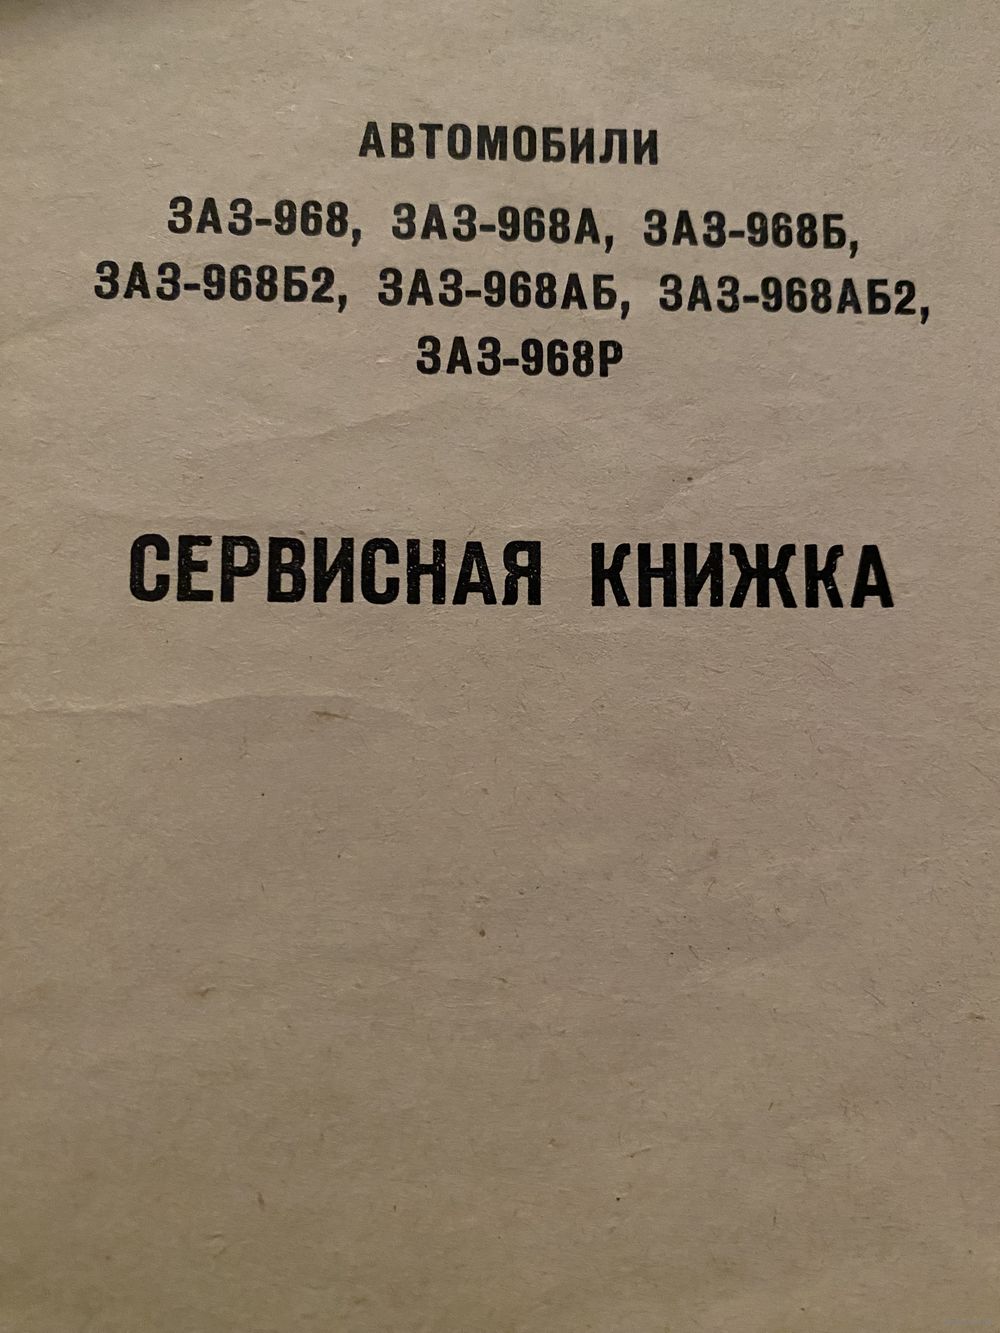 АВТОМОБИЛИ
ЗАЗ-968, ЗАЗ-968А, ЗАЗ-968Б,
ЗАЗ-968Б2, ЗАЗ-968АБ, ЗАЗ-968АБ2,
ЗАЗ-968Р
СЕРВИСНАЯ КНИЖКА